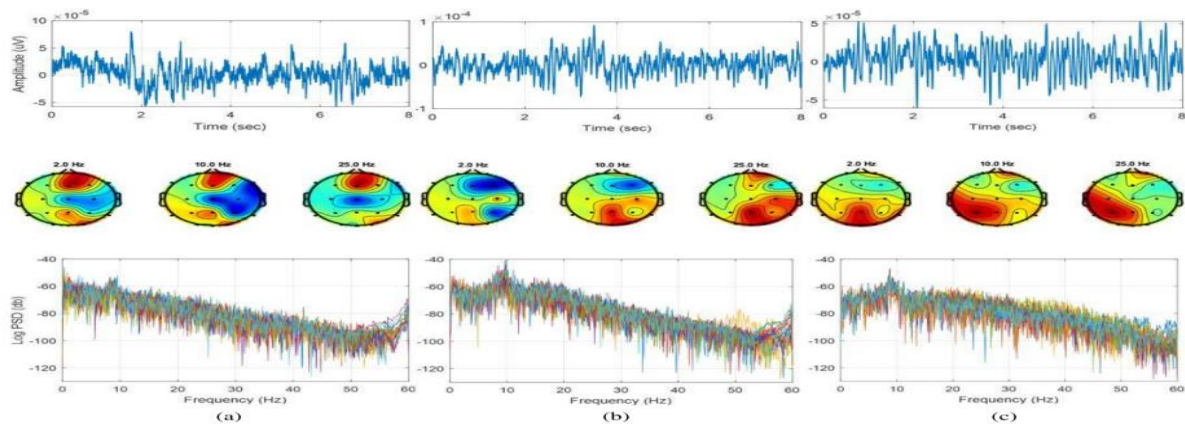 ×10⁻⁵ ×10⁻⁴ ×10⁻⁵
Amplitude (uV)
10 5 0 -5
1 0 -1
5 0 -5
0 2 4 6 8 0 2 4 6 8 0 2 4 6 8
Time (sec) Time (sec) Time (sec)
2.0 Hz 10.0 Hz 25.0 Hz 2.0 Hz 10.0 Hz 25.0 Hz 2.0 Hz 10.0 Hz 25.0 Hz
Log PSD (db)
-40 -60 -80 -100 -120
-40 -60 -80 -100 -120
-40 -60 -80 -100 -120
0 10 20 30 40 50 60 0 10 20 30 40 50 60 0 10 20 30 40 50 60
Frequency (Hz) Frequency (Hz) Frequency (Hz)
(a) (b) (c)